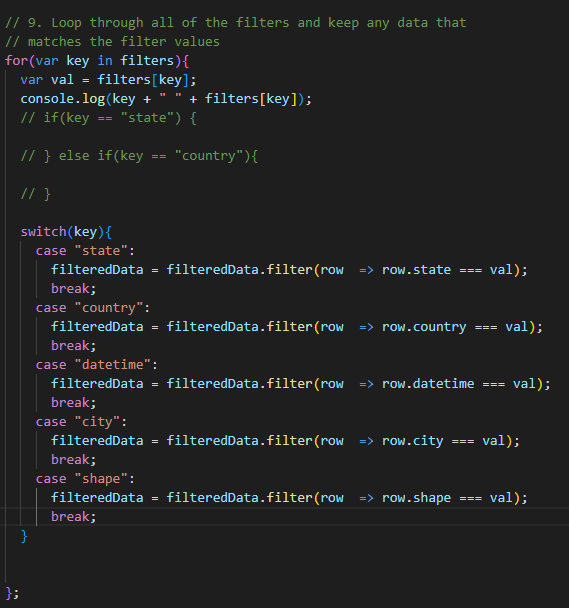 // 9. Loop through all of the filters and keep any data that
// matches the filter values
for(var key in filters){
  var val = filters[key];
  console.log(key + " " + filters[key]);
  // if(key == "state") {
  // } else if(key == "country"){
  // }
  switch(key){
    case "state":
      filteredData = filteredData.filter(row  => row.state === val);
      break;
    case "country":
      filteredData = filteredData.filter(row  => row.country === val);
      break;
    case "datetime":
      filteredData = filteredData.filter(row  => row.datetime === val);
      break;
    case "city":
      filteredData = filteredData.filter(row  => row.city === val);
      break;
    case "shape":
      filteredData = filteredData.filter(row  => row.shape === val);
      break;
  }
};